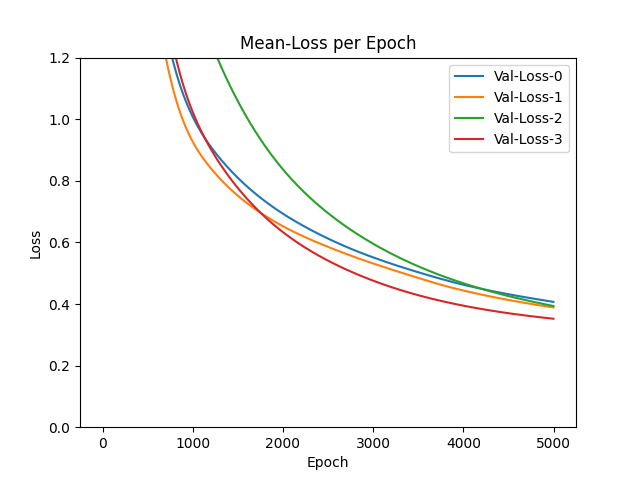 Mean-Loss per Epoch
Val-Loss-0
Val-Loss-1
Val-Loss-2
Val-Loss-3
Loss
1.2
1.0
0.8
0.6
0.4
0.2
0.0
0 1000 2000 3000 4000 5000
Epoch